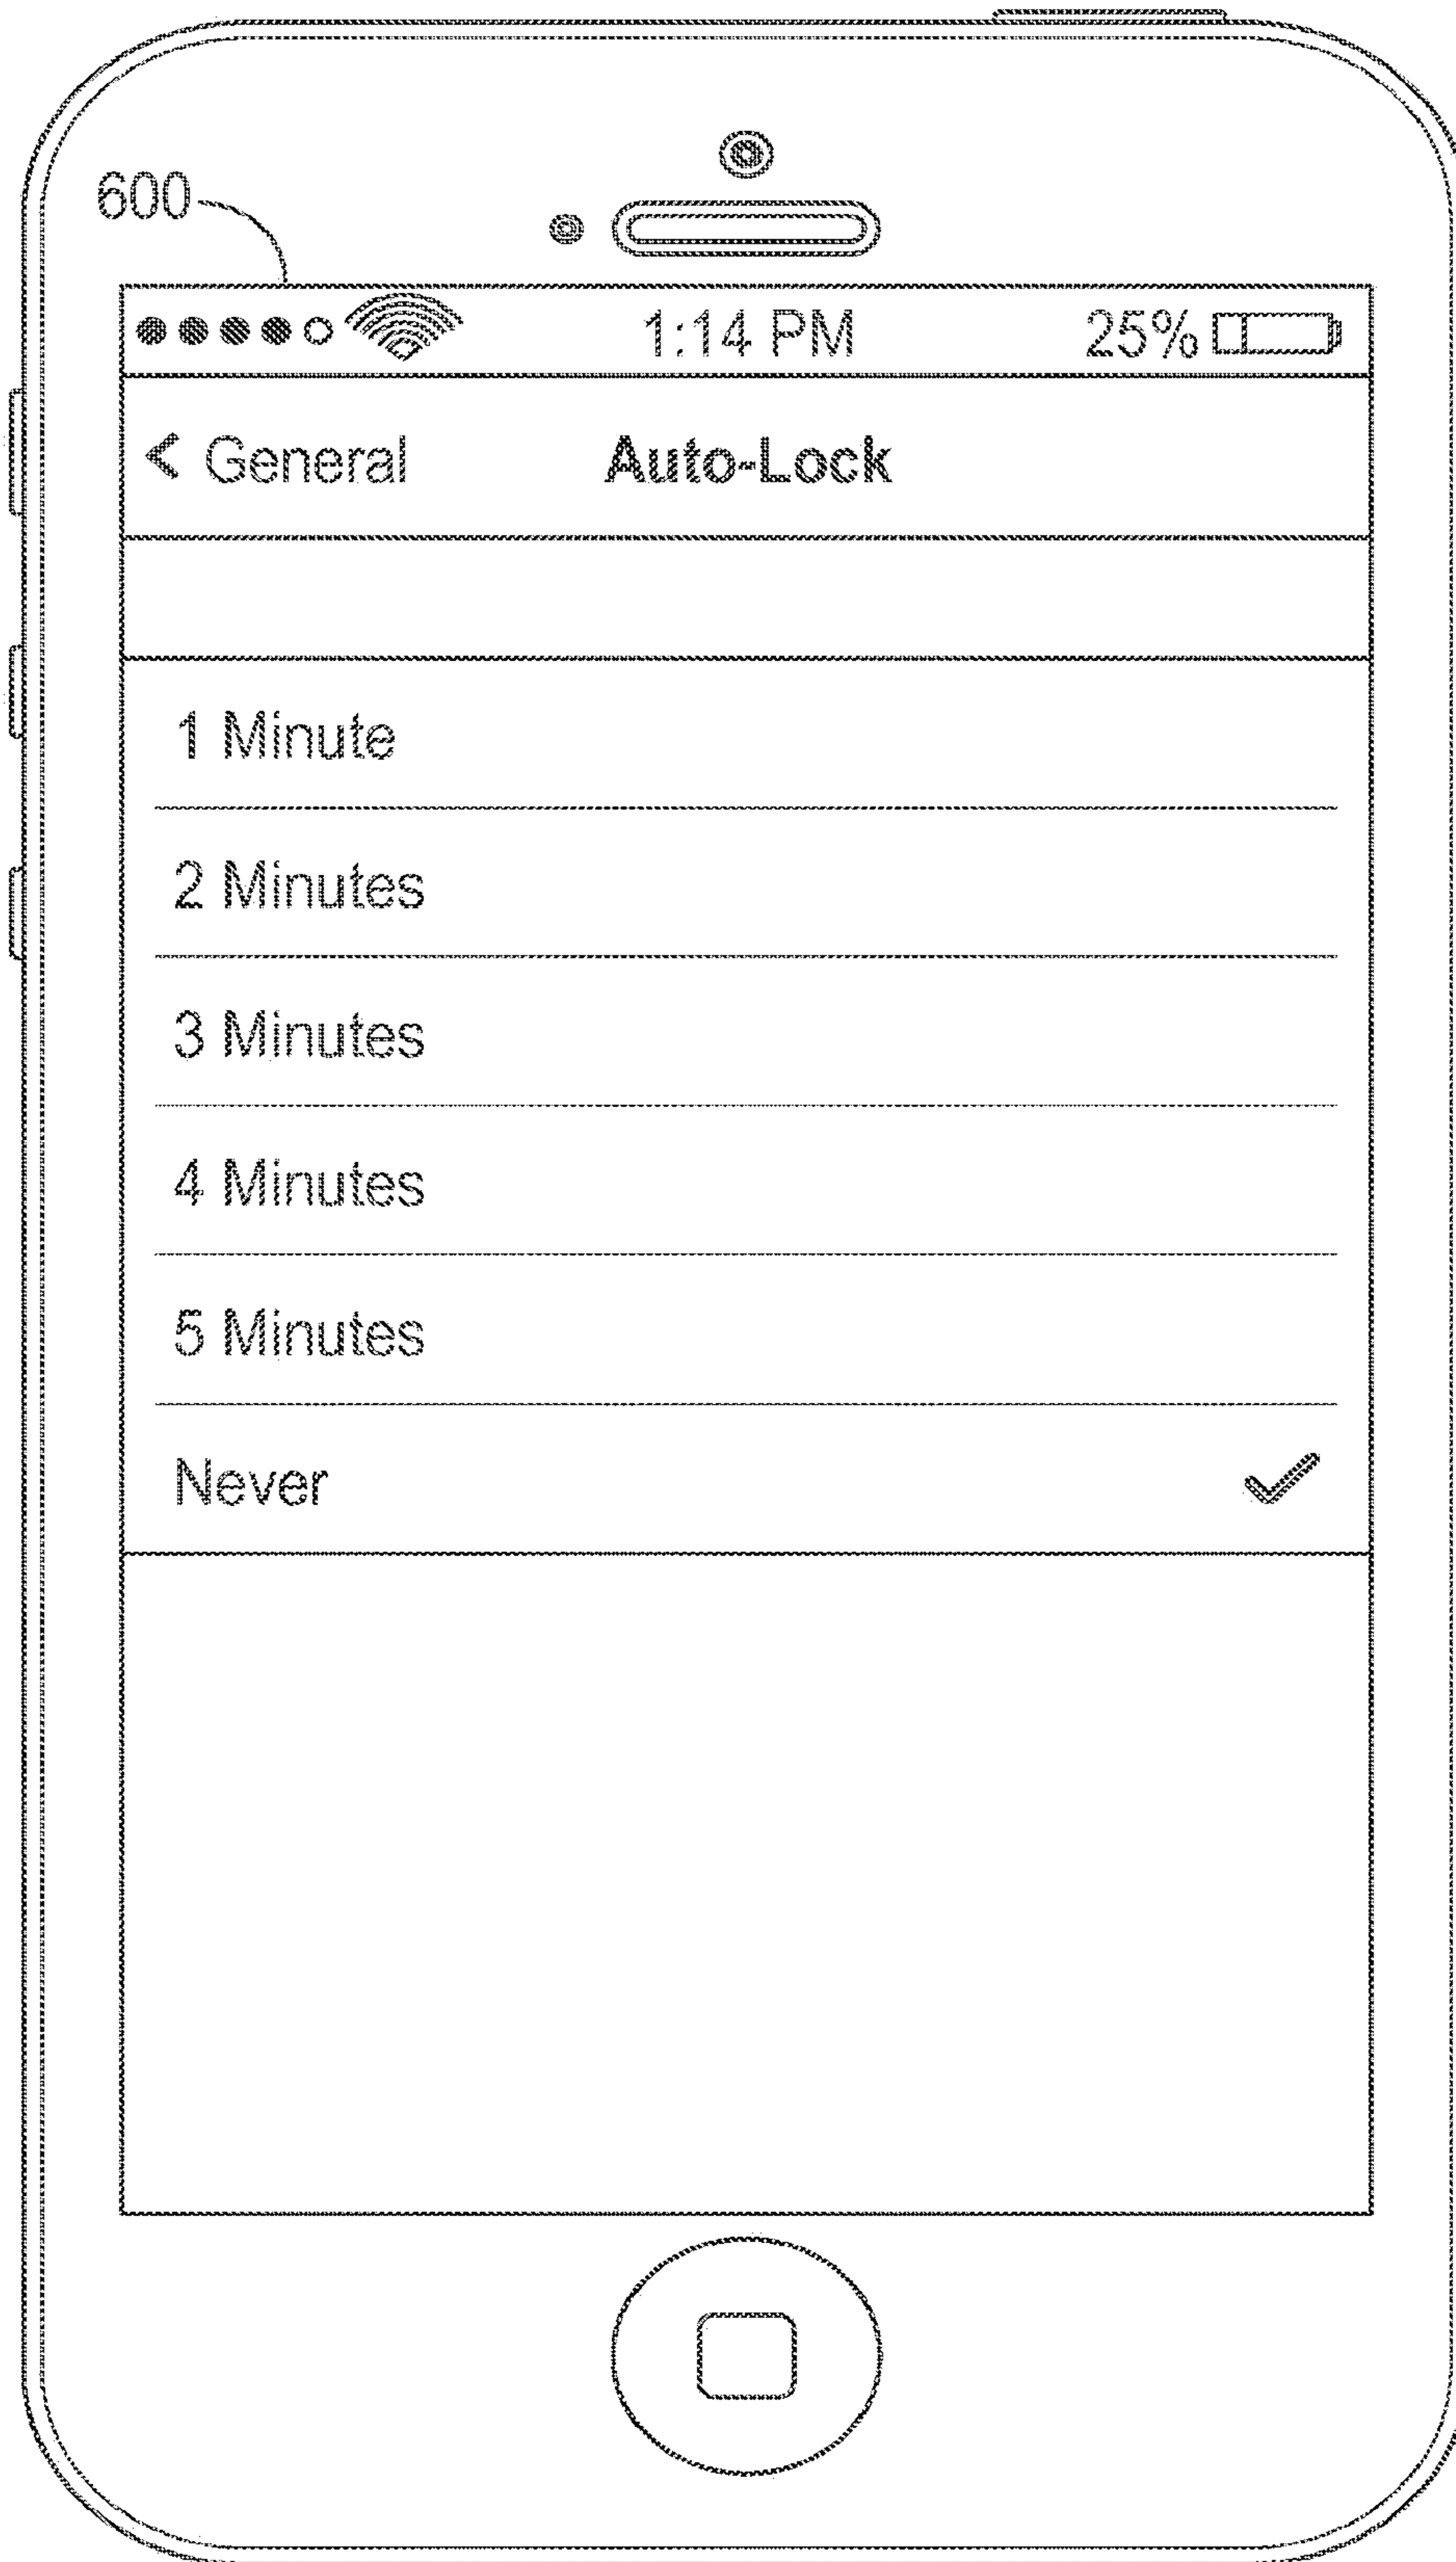 600
1:14 PM 25%
< General Auto-Lock
1 Minute
2 Minutes
3 Minutes
4 Minutes
5 Minutes
Never